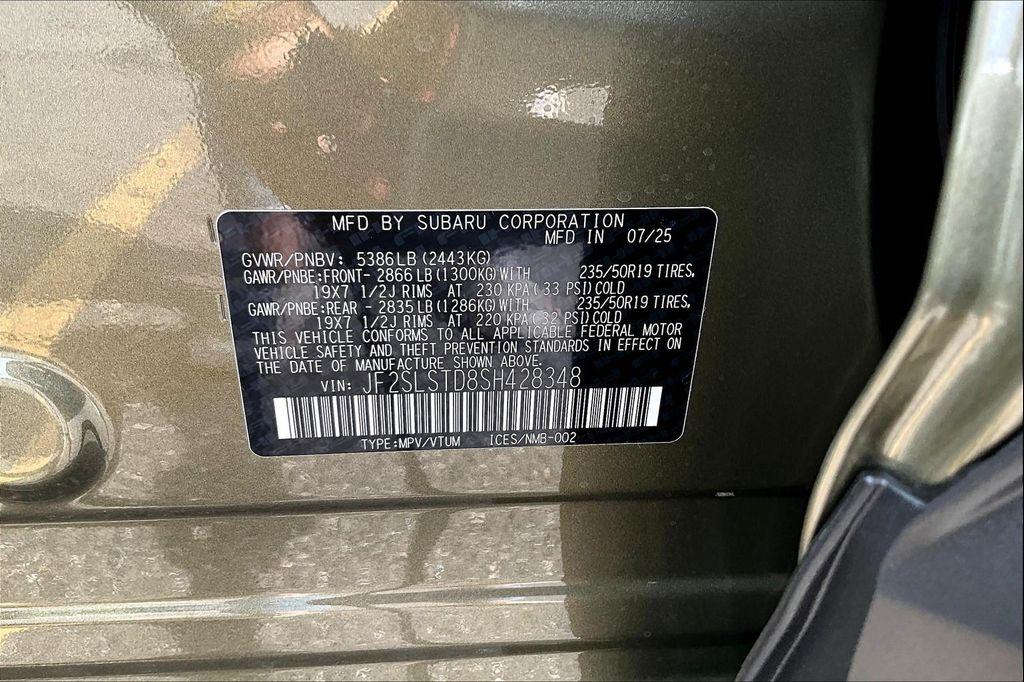 MFD BY SUBARU CORPORATION
MFD IN 07/25
GVWR/PNBV: 5386LB(2443KG)
GAWR/PNBE:FRONT- 2866LB(1300KG)WITH 235/50R19 TIRES,
19X7 1/2J RIMS AT 230 KPA(33 PSI)COLD
GAWR/PNBE:REAR - 2835LB(1286KG)WITH 235/50R19 TIRES,
19X7 1/2J RIMS AT 220 KPA(32 PSI)COLD
THIS VEHICLE CONFORMS TO ALL APPLICABLE FEDERAL MOTOR
VEHICLE SAFETY AND THEFT PREVENTION STANDARDS IN EFFECT ON
THE DATE OF MANUFACTURE SHOWN ABOVE.
VIN: JF2SLSTD8SH428348
TYPE:MPV/VTUM ICES/NMB-002